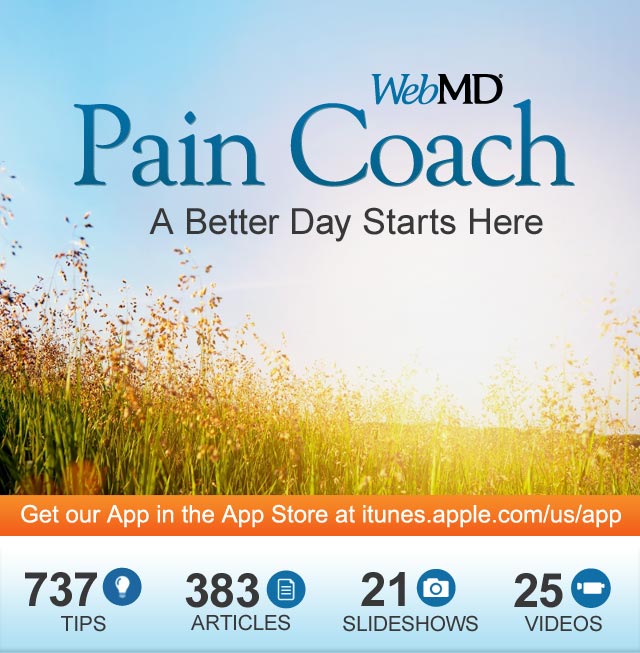 WebMD®
Pain Coach
A Better Day Starts Here
Get our App in the App Store at itunes.apple.com/us/app
737 383 21 25
TIPS ARTICLES SLIDESHOWS VIDEOS